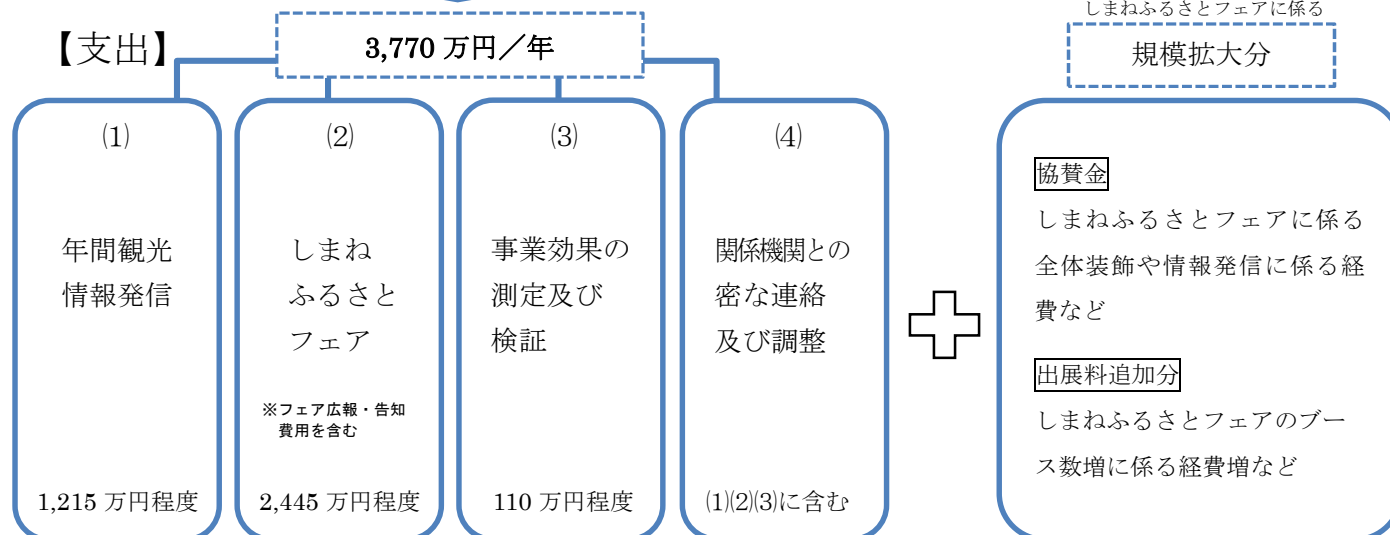 しまねふるさとフェアに係る
【支出】
3,770 万円／年
規模拡大分
⑴
年間観光
情報発信
1,215 万円程度
⑵
しまね
ふるさと
フェア
※フェア広報・告知
費用を含む
2,445 万円程度
⑶
事業効果の
測定及び
検証
110 万円程度
⑷
関係機関との
密な連絡
及び調整
⑴⑵⑶に含む
協賛金
しまねふるさとフェアに係る
全体装飾や情報発信に係る経
費など
出展料追加分
しまねふるさとフェアのブー
ス数増に係る経費増など